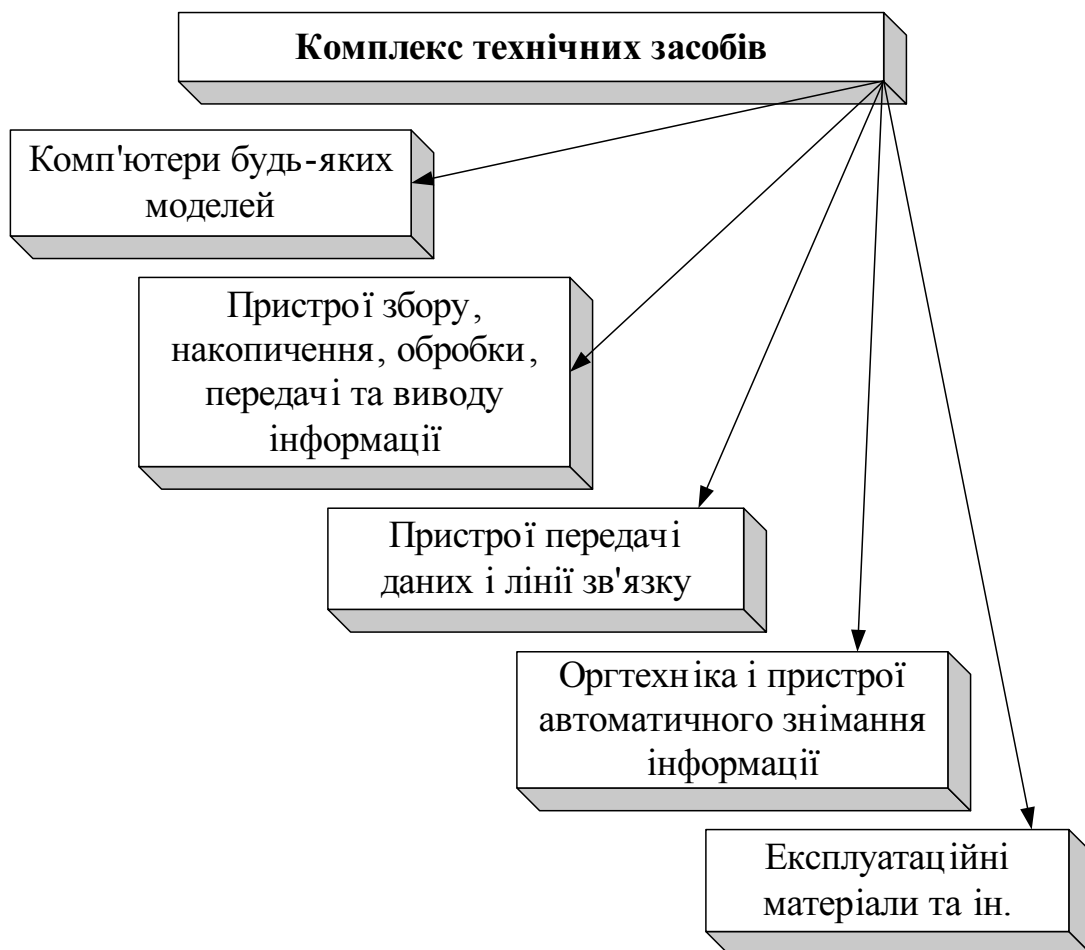 Комплекс технічних засобів
Комп'ютери будь-яких
моделей
Пристрої збору,
накопичення, обробки,
передачі та виводу
інформації
Пристрої передачі
даних і лінії зв'язку
Оргтехніка і пристрої
автоматичного знімання
інформації
Експлуатаційні
матеріали та ін.